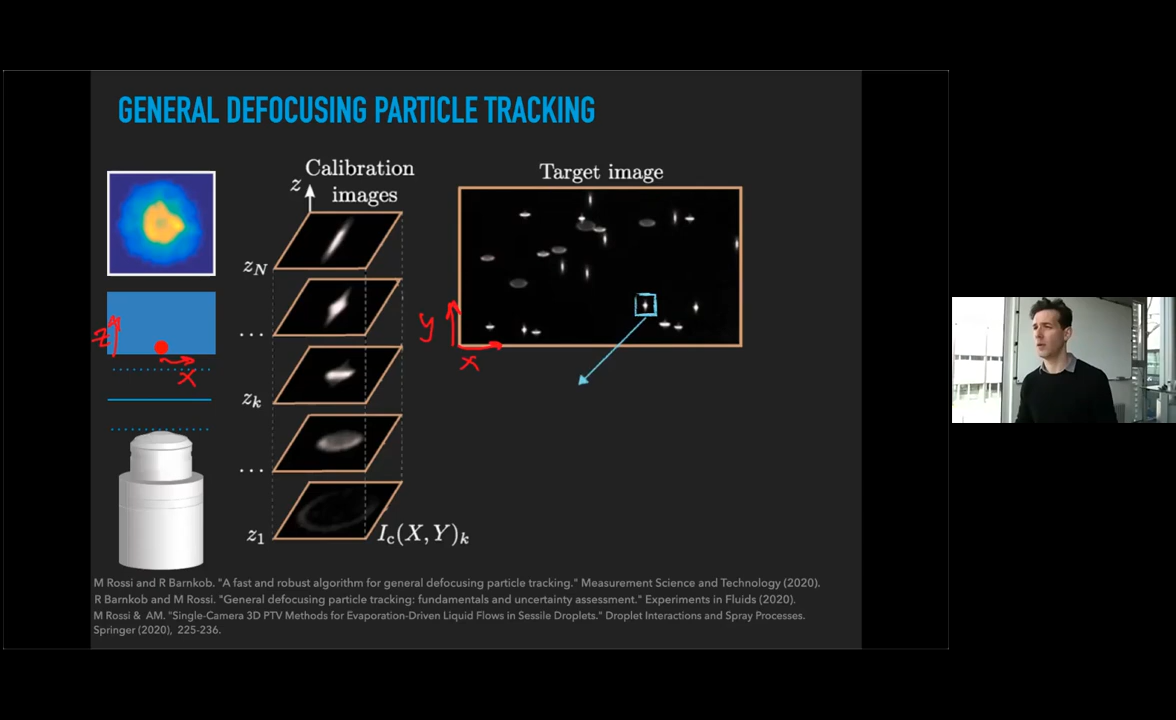 GENERAL DEFOCUSING PARTICLE TRACKING
Calibration
images
z
Target image
z_N
...
z_k
...
z_1
I_c(X, Y)_k
z
x
y
x
M Rossi and R Barnkob. "A fast and robust algorithm for general defocusing particle tracking." Measurement Science and Technology (2020).
R Barnkob and M Rossi. "General defocusing particle tracking: fundamentals and uncertainty assessment." Experiments in Fluids (2020).
M Rossi & AM. "Single-Camera 3D PTV Methods for Evaporation-Driven Liquid Flows in Sessile Droplets." Droplet Interactions and Spray Processes.
Springer (2020), 225-236.